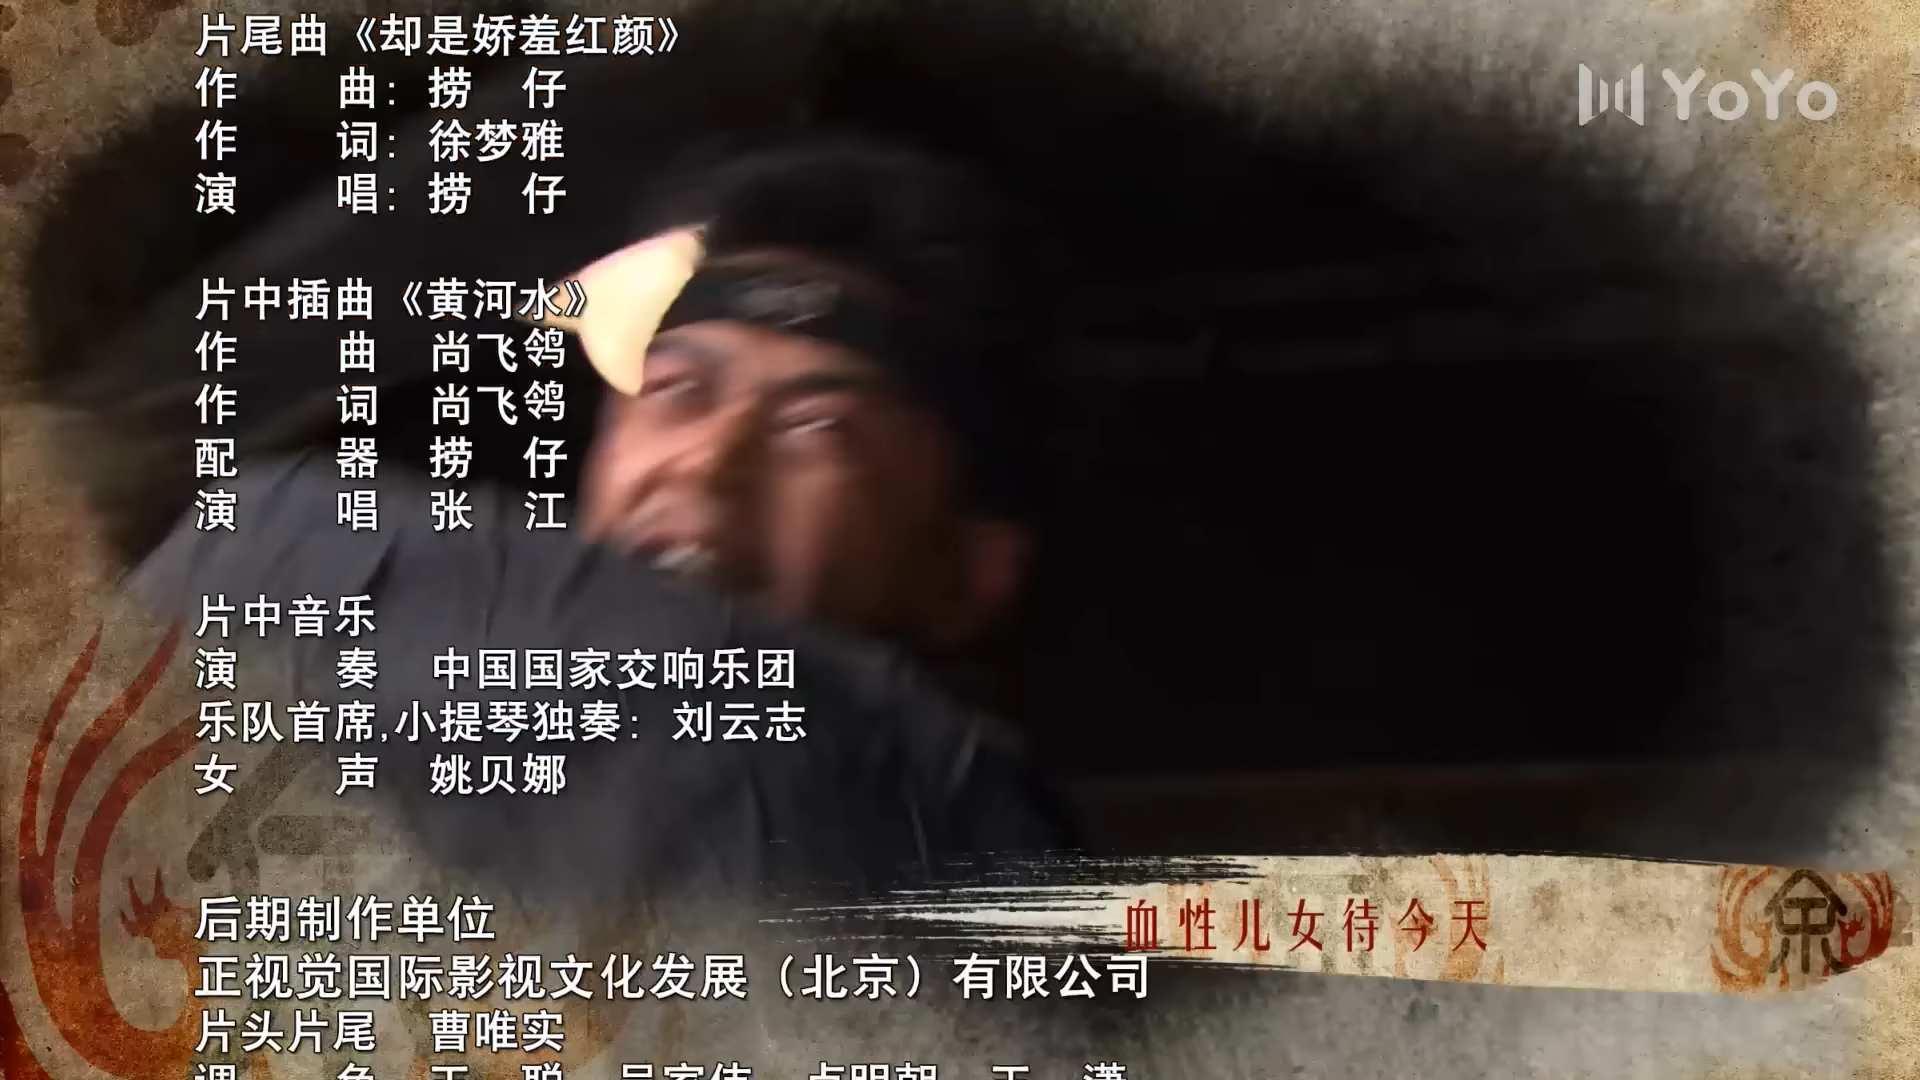 片尾曲《却是娇羞红颜》
作 曲: 捞 仔
作 词: 徐梦雅
演 唱: 捞 仔
片中插曲《黄河水》
作 曲 尚飞鸰
作 词 尚飞鸰
配 器 捞 仔
演 唱 张 江
片中音乐
演 奏 中国国家交响乐团
乐队首席,小提琴独奏: 刘云志
女 声 姚贝娜
后期制作单位
正视觉国际影视文化发展（北京）有限公司
片头片尾 曹唯实
YoYo
血性儿女待今天